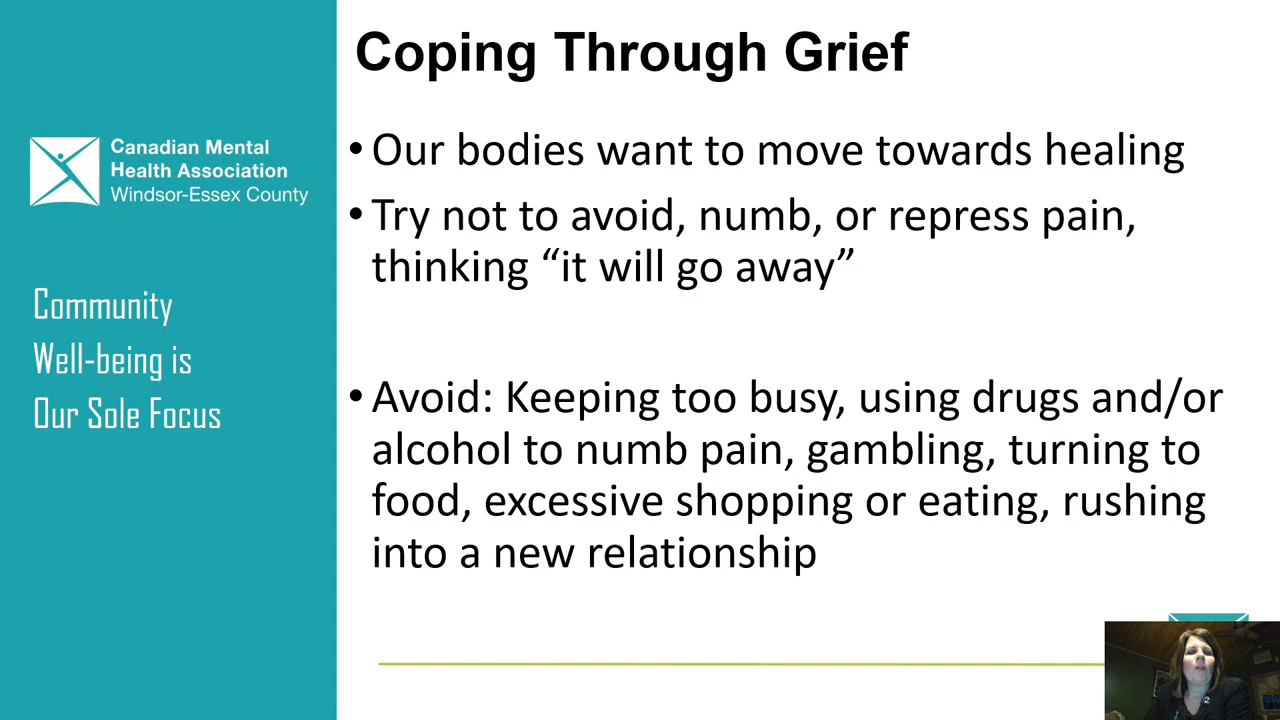 Coping Through Grief
Canadian Mental
Health Association
Windsor-Essex County
Community
Well-being is
Our Sole Focus
• Our bodies want to move towards healing
• Try not to avoid, numb, or repress pain,
thinking “it will go away”
• Avoid: Keeping too busy, using drugs and/or
alcohol to numb pain, gambling, turning to
food, excessive shopping or eating, rushing
into a new relationship